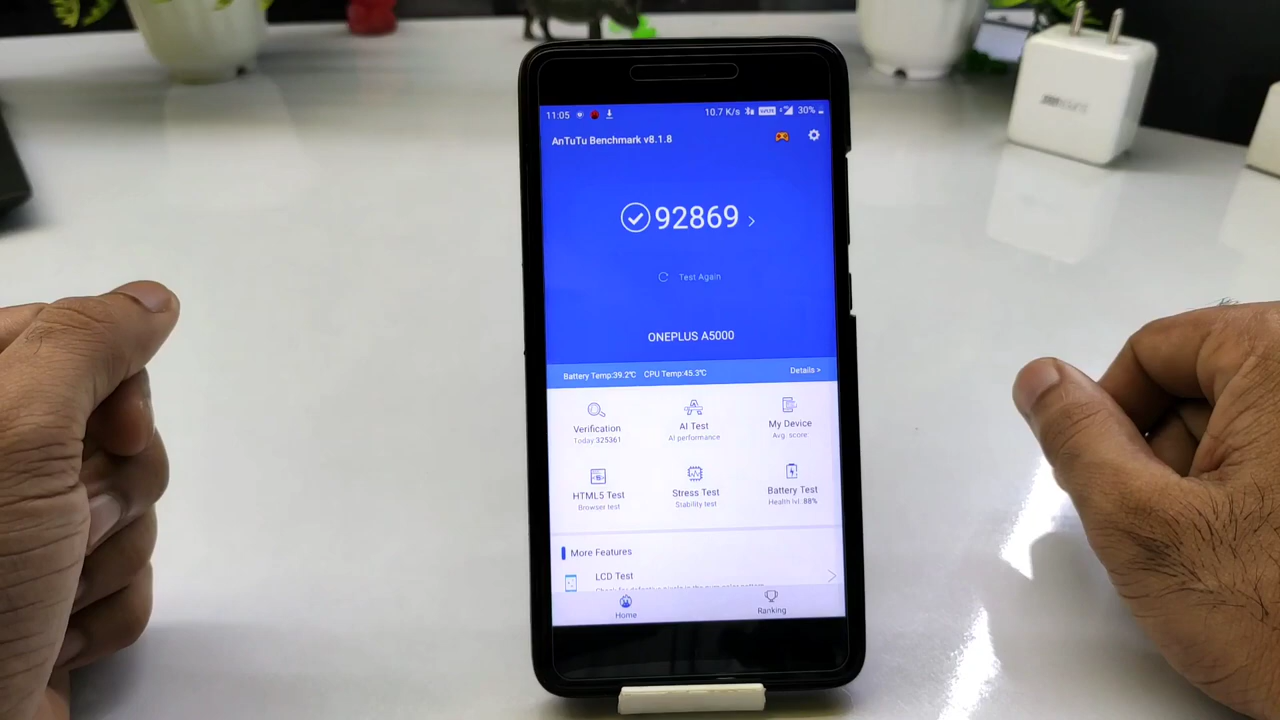 11:05 10.7 K/s 30%
AnTuTu Benchmark v8.1.8
92869 >
Test Again
ONEPLUS A5000
Battery Temp:39.2℃ CPU Temp:45.3℃ Details >
Verification AI Test My Device
Today 325361 AI performance Avg. score
HTML5 Test Stress Test Battery Test
Browser test Stability test Health lvl: 88%
More Features
LCD Test
Home Ranking